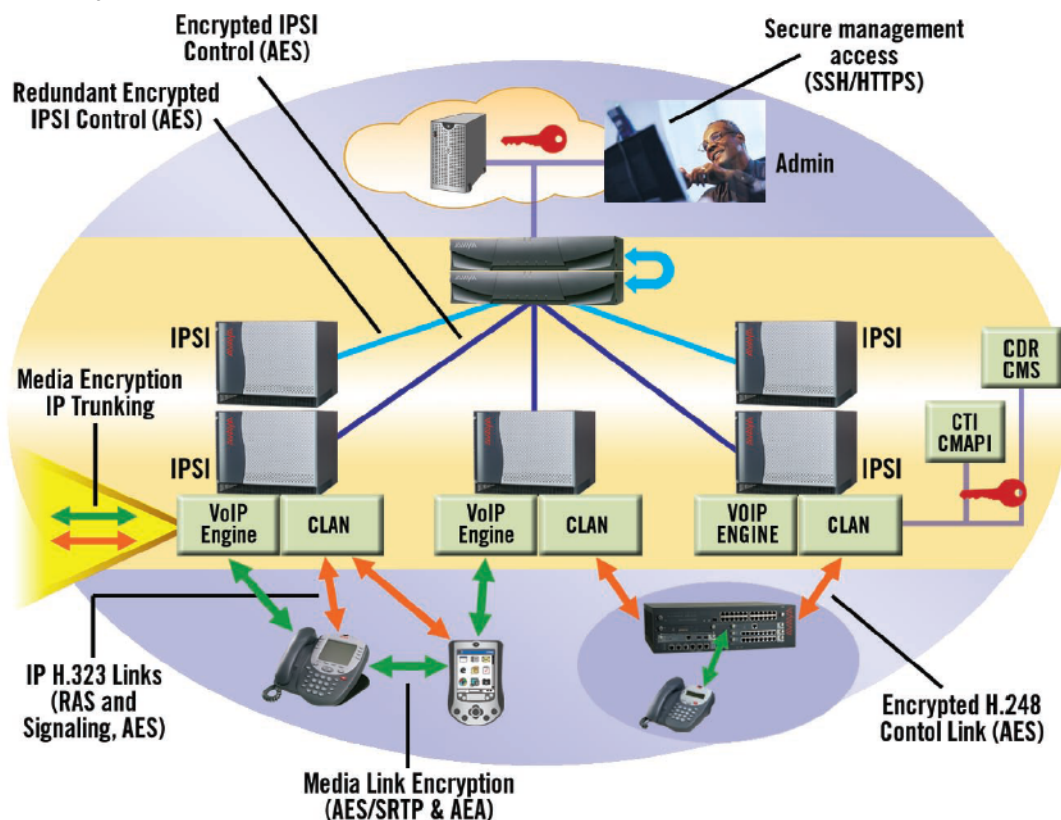 Encrypted IPSI
Control (AES)
Redundant Encrypted
IPSI Control (AES)
Secure management
access
(SSH/HTTPS)
Admin
AVAYA
IPSI
IPSI
CDR
CMS
Media Encryption
IP Trunking
CTI
CMAPI
IPSI
IPSI
VoIP
Engine
CLAN
VoIP
Engine
CLAN
VOIP
ENGINE
CLAN
IP H.323 Links
(RAS and
Signaling, AES)
Encrypted H.248
Contol Link (AES)
Media Link Encryption
(AES/SRTP & AEA)